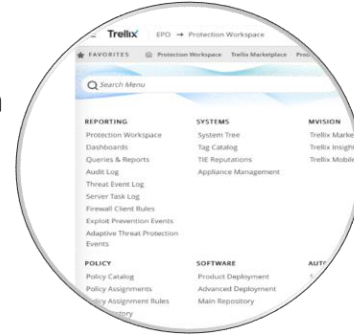 Trellix EPO → Protection Workspace
FAVORITES Protection Workspace Trellix Marketplace
Search Menu
REPORTING SYSTEMS MVISION
Protection Workspace System Tree Trellix
Dashboards Tag Catalog Trellix
Queries & Reports TIE Reputations Trellix
Audit Log Appliance Management
Threat Event Log
Server Task Log
Firewall Client Rules
Exploit Prevention Events
Adaptive Threat Protection
Events
POLICY SOFTWARE
Policy Catalog Product Deployment
Policy Assignments Advanced Deployment
Assignment Rules Main Repository